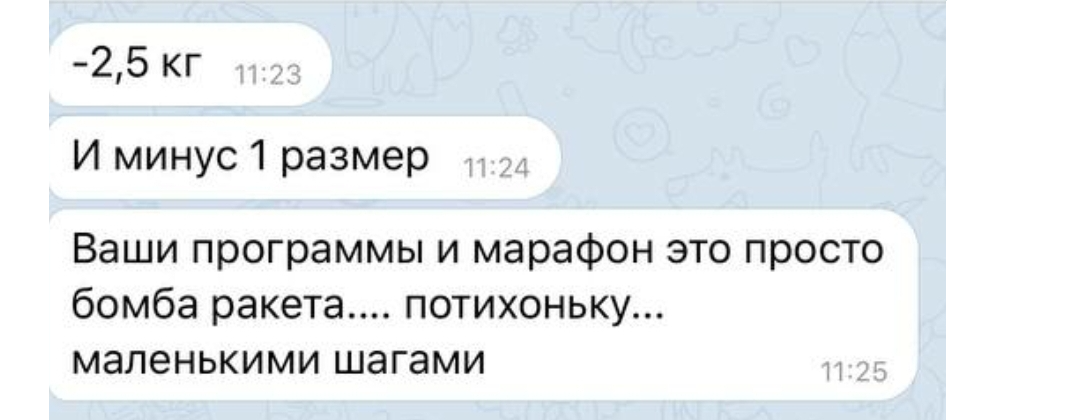 -2,5 кг 11:23
И минус 1 размер 11:24
Ваши программы и марафон это просто
бомба ракета.... потихоньку...
маленькими шагами 11:25